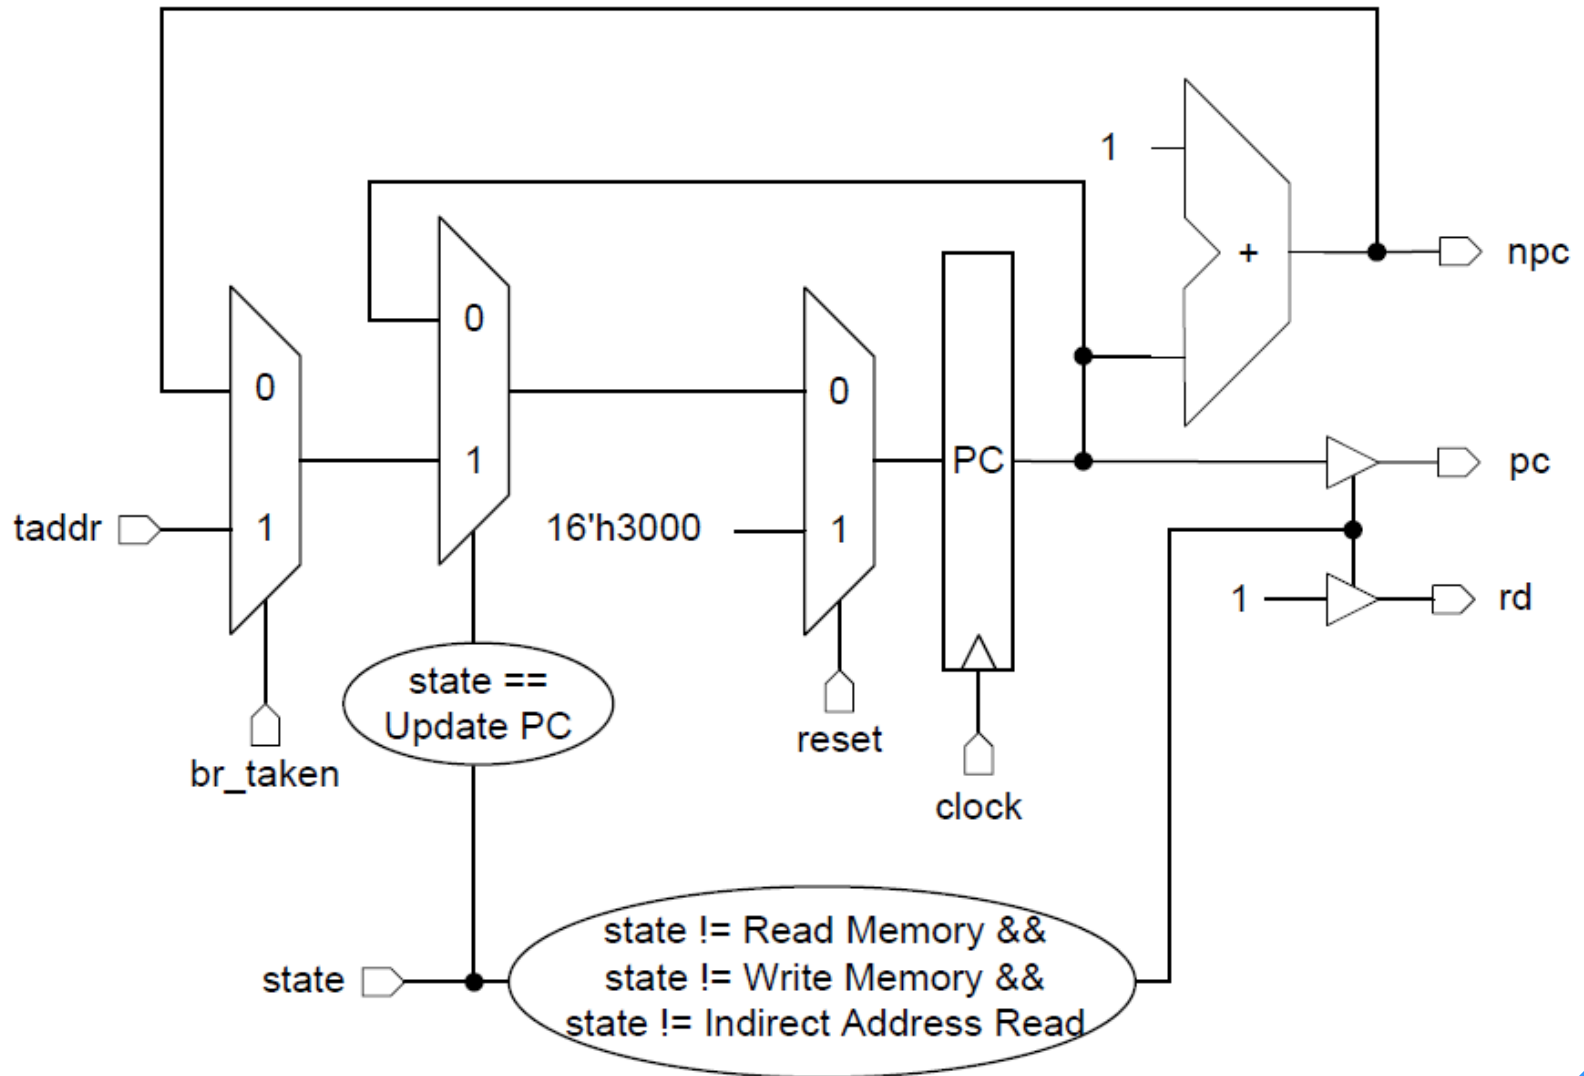 1
+
npc
0
0
0
1
PC
pc
taddr
1
16'h3000
1
1
rd
state ==
Update PC
reset
br_taken
clock
state != Read Memory &&
state
state != Write Memory &&
state != Indirect Address Read